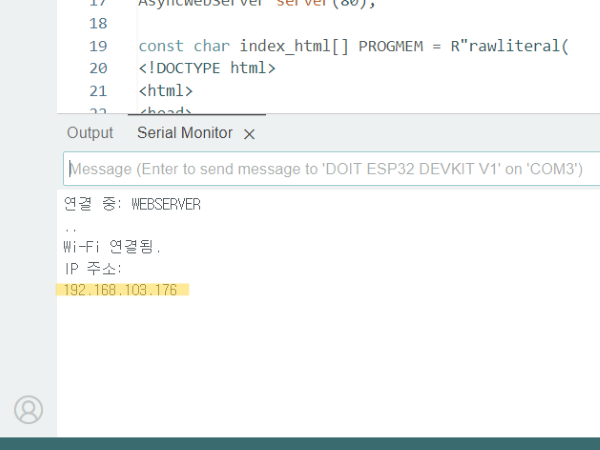 17 AsyncWebServer server(80);
18
19 const char index_html[] PROGMEM = R"rawliteral(
20 <!DOCTYPE html>
21 <html>
22 <head>
Output Serial Monitor ×
Message (Enter to send message to 'DOIT ESP32 DEVKIT V1' on 'COM3')
연결 중: WEBSERVER
..
Wi-Fi 연결됨.
IP 주소:
192.168.103.176